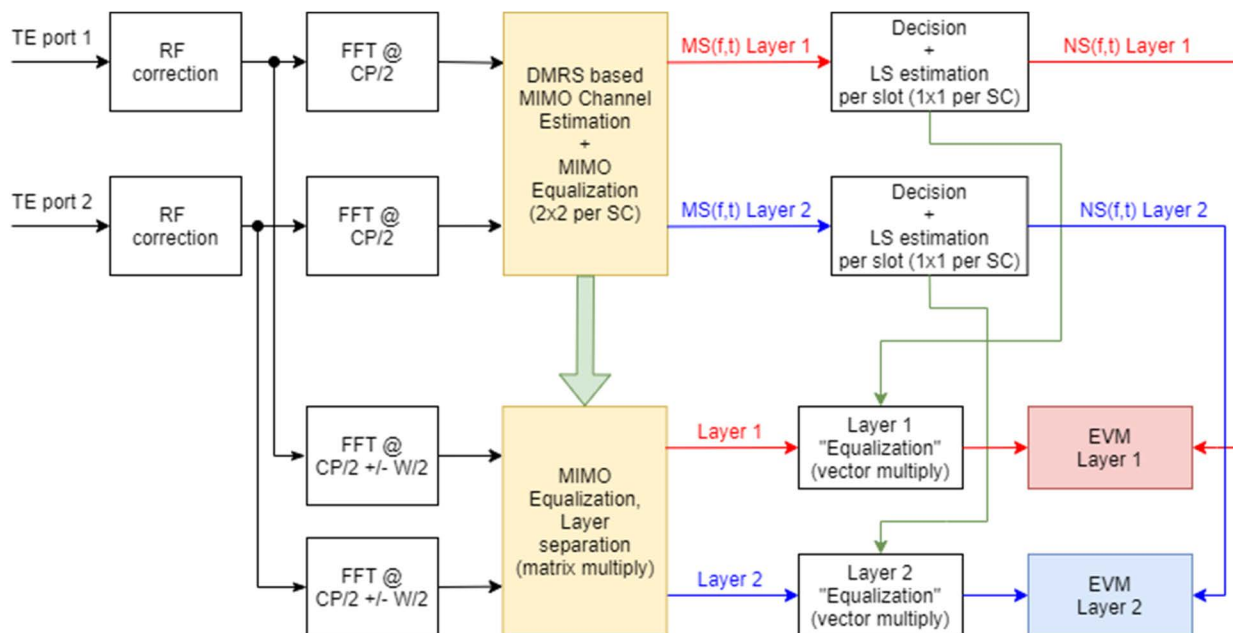 TE port 1
RF
correction
FFT @
CP/2
DMRS based
MIMO Channel
Estimation
+
MIMO
Equalization
(2x2 per SC)
MS(f,t) Layer 1
Decision
+
LS estimation
per slot (1x1 per SC)
NS(f,t) Layer 1
TE port 2
RF
correction
FFT @
CP/2
MS(f,t) Layer 2
Decision
+
LS estimation
per slot (1x1 per SC)
NS(f,t) Layer 2
FFT @
CP/2 +/- W/2
MIMO
Equalization,
Layer
separation
(matrix multiply)
Layer 1
Layer 1
"Equalization"
(vector multiply)
EVM
Layer 1
FFT @
CP/2 +/- W/2
Layer 2
Layer 2
"Equalization"
(vector multiply)
EVM
Layer 2